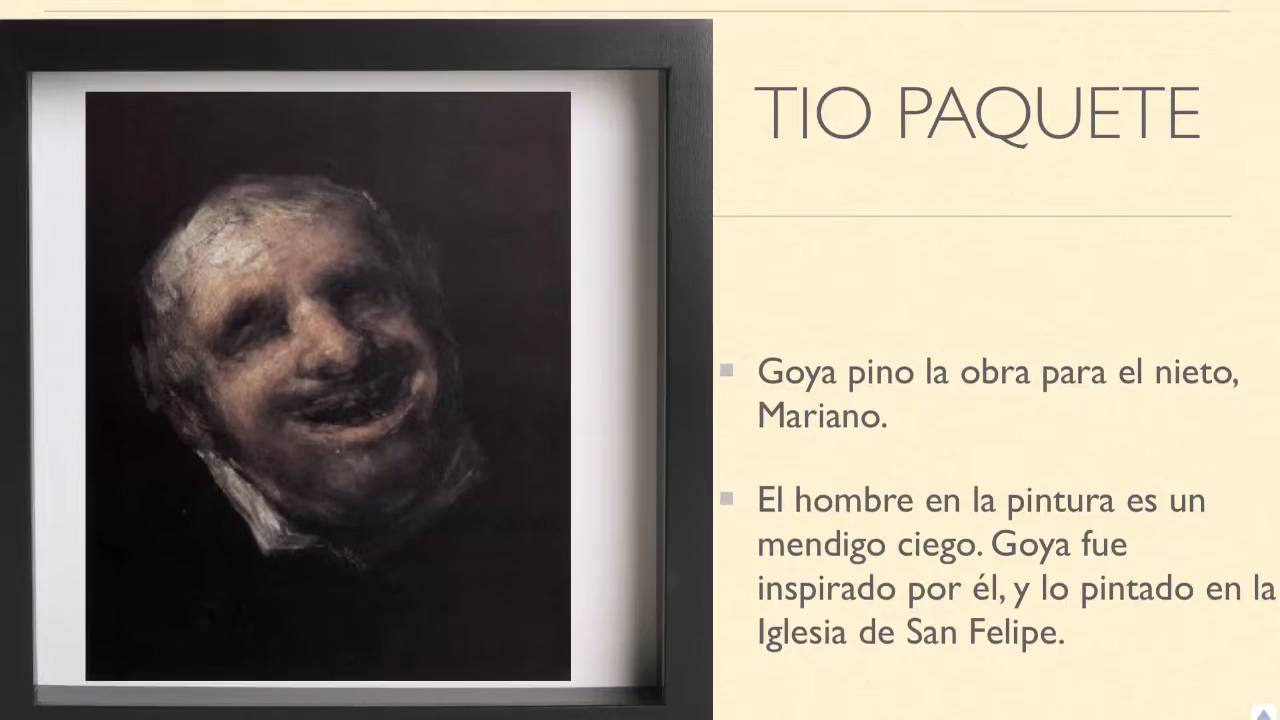 TIO PAQUETE
Goya pino la obra para el nieto,
Mariano.
El hombre en la pintura es un
mendigo ciego. Goya fue
inspirado por él, y lo pintado en la
Iglesia de San Felipe.